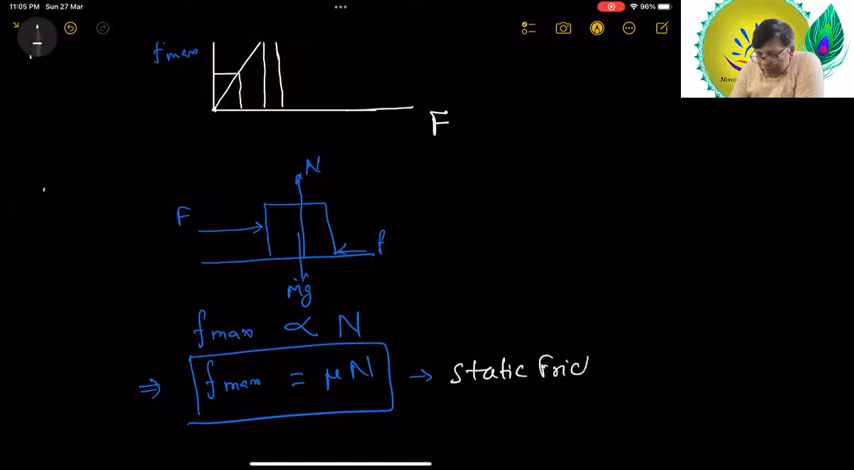 11:05 PM Sun 27 Mar
96%
fmax
F
N
F
f
mg
fmax ∝ N
⇒ fmax = μN → Static Fric